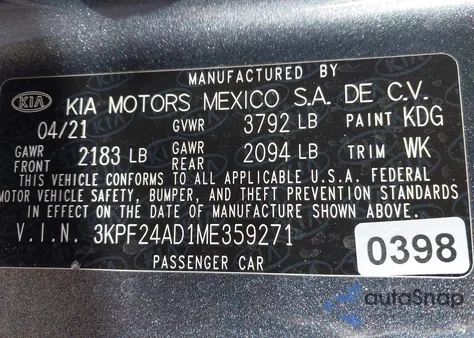 MANUFACTURED BY
KIA KIA MOTORS MEXICO S.A. DE C.V.
04/21 GVWR 3792 LB PAINT KDG
GAWR FRONT 2183 LB GAWR REAR 2094 LB TRIM WK
THIS VEHICLE CONFORMS TO ALL APPLICABLE U.S.A. FEDERAL
MOTOR VEHICLE SAFETY, BUMPER, AND THEFT PREVENTION STANDARDS
IN EFFECT ON THE DATE OF MANUFACTURE SHOWN ABOVE.
V.I.N. 3KPF24AD1ME359271
0398
PASSENGER CAR
autoSnap